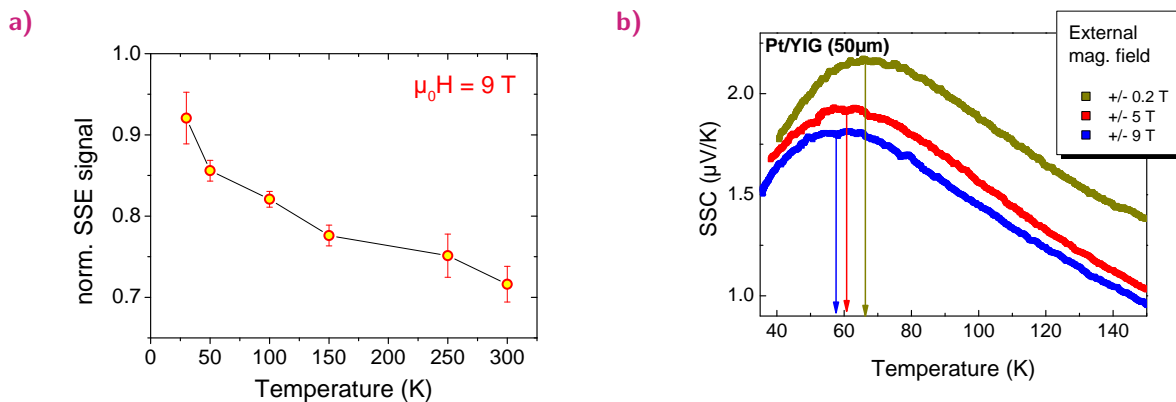 a)
μ₀H = 9 T
1.0
0.9
0.8
0.7
norm. SSE signal
0 50 100 150 200 250 300
Temperature (K)
b)
Pt/YIG (50μm)
External
mag. field
+/- 0.2 T
+/- 5 T
+/- 9 T
2.0
1.5
1.0
SSC (μV/K)
40 60 80 100 120 140
Temperature (K)